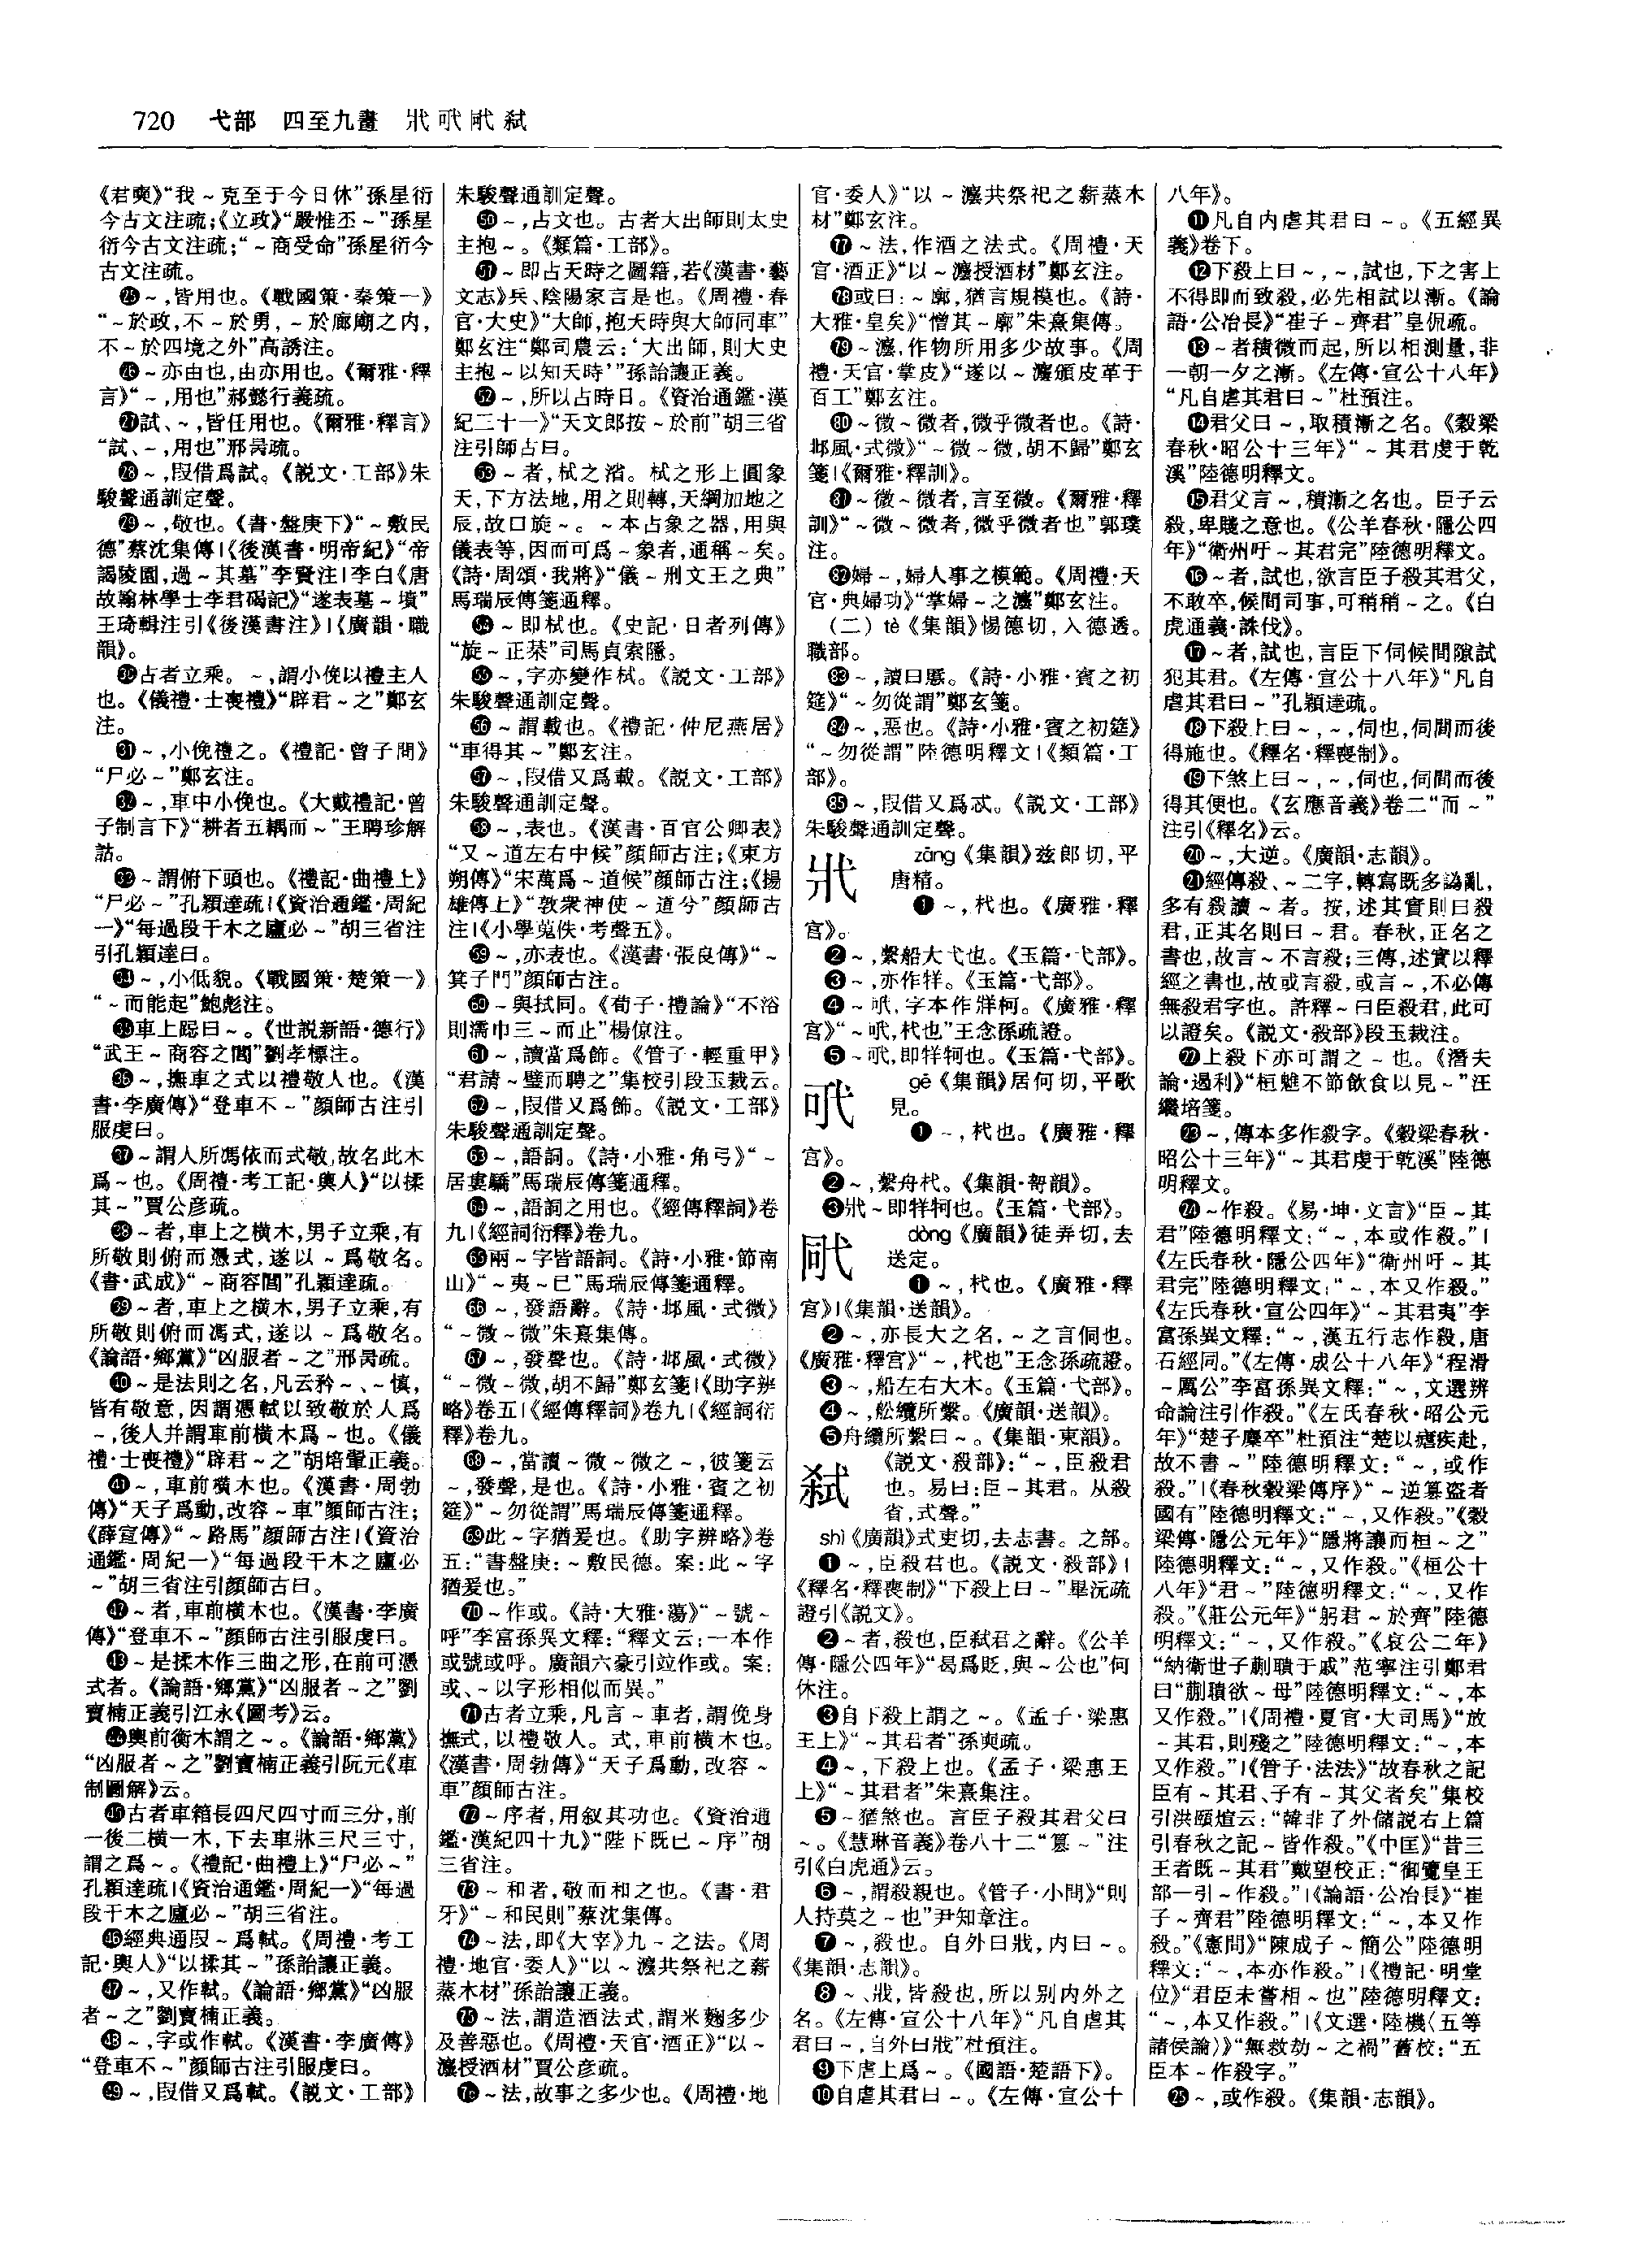 720 弋部 四至九畫 牂𢎈𢎌弑
《君奭》“我～克至于今日休”孫星衍
今古文注疏;《立政》“嚴惟丕～”孫星
衍今古文注疏;“～商受命”孫星衍今
古文注疏。
㉕～,皆用也。《戰國策·秦策一》
“～於政,不～於勇,～於廊廟之内,
不～於四境之外”高誘注。
㉖～亦由也,由亦用也。《爾雅·釋
言》“～,用也”郝懿行義疏。
㉗試、～,皆任用也。《爾雅·釋言》
“試、～,用也”邢昺疏。
㉘～,叚借爲試。《説文·工部》朱
駿聲通訓定聲。
㉙～,敬也。《書·盤庚下》“～敷民
德”蔡沈集傳|《後漢書·明帝紀》“帝
謁陵園,過～其墓”李賢注|李白《唐
故翰林學士李君碣記》“遂表墓～墳”
王琦輯注引《後漢書注》|《廣韻·職
韻》。
㉚占者立乘。～,謂小俛以禮主人
也。《儀禮·士喪禮》“辟君～之”鄭玄
注。
㉛～,小俛禮之。《禮記·曾子問》
“尸必～”鄭玄注。
㉜～,車中小俛也。《大戴禮記·曾
子制言下》“耕者五耦而～”王聘珍解
詁。
㉝～謂俯下頭也。《禮記·曲禮上》
“尸必～”孔穎達疏|《資治通鑑·周紀
一》“每過段干木之廬必～”胡三省注
引孔穎達曰。
㉞～,小低貌。《戰國策·楚策一》
“～而能起”鮑彪注。
㉟車上跽曰～。《世説新語·德行》
“武王～商容之閭”劉孝標注。
㊱～,撫車之式以禮敬人也。《漢
書·李廣傳》“登車不～”顏師古注引
服虔曰。
㊲～謂人所馮依而式敬,故名此木
爲～也。《周禮·考工記·輿人》“以揉
其～”賈公彦疏。
㊳～者,車上之横木,男子立乘,有
所敬則俯而憑式,遂以～爲敬名。
《書·武成》“～商容閭”孔穎達疏。
㊴～者,車上之横木,男子立乘,有
所敬則俯而馮式,遂以～爲敬名。
《論語·鄉黨》“凶服者～之”邢昺疏。
㊵～是法則之名,凡云矜～、～慎,
皆有敬意,因謂憑軾以致敬於人爲
～,後人并謂車前横木爲～也。《儀
禮·士喪禮》“辟君～之”胡培翬正義。
㊶～,車前横木也。《漢書·周勃
傳》“天子爲動,改容～車”顏師古注;
《薛宣傳》“～路馬”顏師古注|《資治
通鑑·周紀一》“每過段干木之廬必
～”胡三省注引顏師古曰。
㊷～者,車前横木也。《漢書·李廣
傳》“登車不～”顏師古注引服虔曰。
㊸～是揉木作三曲之形,在前可憑
式者。《論語·鄉黨》“凶服者～之”劉
寶楠正義引江永《圖考》云。
㊹輿前衡木謂之～。《論語·鄉黨》
“凶服者～之”劉寶楠正義引阮元《車
制圖解》云。
㊺古者車箱長四尺四寸而三分,前
一後二横一木,下去車牀三尺三寸,
謂之爲～。《禮記·曲禮上》“尸必～”
孔穎達疏|《資治通鑑·周紀一》“每過
段干木之廬必～”胡三省注。
㊻經典通叚～爲軾。《周禮·考工
記·輿人》“以揉其～”孫詒讓正義。
㊼～,又作軾。《論語·鄉黨》“凶服
者～之”劉寶楠正義。
㊽～,字或作軾。《漢書·李廣傳》
“登車不～”顏師古注引服虔曰。
㊾～,叚借又爲軾。《説文·工部》
朱駿聲通訓定聲。
㊿～,占文也。古者大出師則太史
主抱～。《類篇·工部》。
51～即占天時之圖籍,若《漢書·藝
文志》兵、陰陽家言是也。《周禮·春
官·大史》“大師,抱天時與大師同車”
鄭玄注“鄭司農云:‘大出師,則大史
主抱～以知天時’”孫詒讓正義。
52～,所以占時日。《資治通鑑·漢
紀二十一》“天文郎按～於前”胡三省
注引師古曰。
53～者,栻之渻。栻之形上圓象
天,下方法地,用之則轉,天綱加地之
辰,故曰旋～。～本占象之器,用與
儀表等,因而可爲～象者,通稱～矣。
《詩·周頌·我將》“儀～刑文王之典”
馬瑞辰傳箋通釋。
54～即栻也。《史記·日者列傳》
“旋～正棊”司馬貞索隱。
55～,字亦變作栻。《説文·工部》
朱駿聲通訓定聲。
56～謂載也。《禮記·仲尼燕居》
“車得其～”鄭玄注。
57～,叚借又爲載。《説文·工部》
朱駿聲通訓定聲。
58～,表也。《漢書·百官公卿表》
“又～道左右中候”顏師古注;《東方
朔傳》“宋萬爲～道候”顏師古注;《揚
雄傳上》“敦衆神使～道兮”顏師古
注|《小學蒐佚·考聲五》。
59～,亦表也。《漢書·張良傳》“～
箕子門”顏師古注。
60～與拭同。《荀子·禮論》“不浴
則濡巾三～而止”楊倞注。
61～,讀當爲飾。《管子·輕重甲》
“君請～璧而聘之”集校引段玉裁云。
62～,叚借又爲飾。《説文·工部》
朱駿聲通訓定聲。
63～,語詞。《詩·小雅·角弓》“～
居婁驕”馬瑞辰傳箋通釋。
64～,語詞之用也。《經傳釋詞》卷
九|《經詞衍釋》卷九。
65兩～字皆語詞。《詩·小雅·節南
山》“～夷～已”馬瑞辰傳箋通釋。
66～,發語辭。《詩·邶風·式微》
“～微～微”朱熹集傳。
67～,發聲也。《詩·邶風·式微》
“～微～微,胡不歸”鄭玄箋|《助字辨
略》卷五|《經傳釋詞》卷九|《經詞衍
釋》卷九。
68～,當讀～微～微之～,彼箋云
～,發聲,是也。《詩·小雅·賓之初
筵》“～勿從謂”馬瑞辰傳箋通釋。
69此～字猶爰也。《助字辨略》卷
五:“書盤庚:～敷民德。案:此～字
猶爰也。”
70～作或。《詩·大雅·蕩》“～號～
呼”李富孫異文釋:“釋文云:一本作
或號或呼。廣韻六豪引竝作或。案:
或、～以字形相似而異。”
71古者立乘,凡言～車者,謂俛身
撫式,以禮敬人。式,車前横木也。
《漢書·周勃傳》“天子爲動,改容～
車”顏師古注。
72～序者,用叙其功也。《資治通
鑑·漢紀四十九》“陛下既已～序”胡
三省注。
73～和者,敬而和之也。《書·君
牙》“～和民則”蔡沈集傳。
74～法,即《大宰》九～之法。《周
禮·地官·委人》“以～灋共祭祀之薪
蒸木材”孫詒讓正義。
75～法,謂造酒法式,謂米麴多少
及善惡也。《周禮·天官·酒正》“以～
灋授酒材”賈公彦疏。
76～法,故事之多少也。《周禮·地
官·委人》“以～灋共祭祀之薪蒸木
材”鄭玄注。
77～法,作酒之法式。《周禮·天
官·酒正》“以～灋授酒材”鄭玄注。
78或曰:～廓,猶言規模也。《詩·
大雅·皇矣》“憎其～廓”朱熹集傳。
79～灋,作物所用多少故事。《周
禮·天官·掌皮》“遂以～灋頒皮革于
百工”鄭玄注。
80～微～微者,微乎微者也。《詩·
邶風·式微》“～微～微,胡不歸”鄭玄
箋|《爾雅·釋訓》。
81～微～微者,言至微。《爾雅·釋
訓》“～微～微者,微乎微者也”郭璞
注。
82婦～,婦人事之模範。《周禮·天
官·典婦功》“掌婦～之灋”鄭玄注。
(二) tè《集韻》惕德切,入德透。
職部。
83～,讀曰慝。《詩·小雅·賓之初
筵》“～勿從謂”鄭玄箋。
84～,惡也。《詩·小雅·賓之初筵》
“～勿從謂”陸德明釋文|《類篇·工
部》。
85～,叚借又爲忒。《説文·工部》
朱駿聲通訓定聲。
zāng《集韻》兹郎切,平
唐精。
❶～,杙也。《廣雅·釋
宫》。
❷～,繫船大弋也。《玉篇·弋部》。
❸～,亦作牂。《玉篇·弋部》。
❹～𢎈,字本作牂柯。《廣雅·釋
宫》“～𢎈,杙也”王念孫疏證。
❺～𢎈,即牂牁也。《玉篇·弋部》。
gē《集韻》居何切,平歌
見。
❶～,杙也。《廣雅·釋
宫》。
❷～,繫舟杙。《集韻·哿韻》。
❸～即牂牁也。《玉篇·弋部》。
dòng《廣韻》徒弄切,去
送定。
❶～,杙也。《廣雅·釋
宫》|《集韻·送韻》。
❷～,亦長大之名,～之言侗也。
《廣雅·釋宫》“～,杙也”王念孫疏證。
❸～,船左右大木。《玉篇·弋部》。
❹～,舩纜所繫。《廣韻·送韻》。
❺舟纜所繫曰～。《集韻·東韻》。
弑
《説文·殺部》:“～,臣殺君
也。易曰:臣～其君。从殺
省,式聲。”
shì《廣韻》式吏切,去志書。之部。
❶～,臣殺君也。《説文·殺部》|
《釋名·釋喪制》“下殺上曰～”畢沅疏
證引《説文》。
❷～者,殺也,臣弑君之辭。《公羊
傳·隱公四年》“曷爲貶,與～公也”何
休注。
❸自下殺上謂之～。《孟子·梁惠
王上》“～其君者”孫奭疏。
❹～,下殺上也。《孟子·梁惠王
上》“～其君者”朱熹集注。
❺～猶煞也。言臣子殺其君父曰
～。《慧琳音義》卷八十二“篡～”注
引《白虎通》云。
❻～,謂殺親也。《管子·小問》“則
人持莫之～也”尹知章注。
❼～,殺也。自外曰戕,内曰～。
《集韻·志韻》。
❽～、戕,皆殺也,所以别内外之
名。《左傳·宣公十八年》“凡自虐其
君曰～,自外曰戕”杜預注。
❾下虐上爲～。《國語·楚語下》。
❿自虐其君曰～。《左傳·宣公十
八年》。
⓫凡自内虐其君曰～。《五經異
義》卷下。
⓬下殺上曰～,～,試也,下之害上
不得即而致殺,必先相試以漸。《論
語·公冶長》“崔子～齊君”皇侃疏。
⓭～者積微而起,所以相測量,非
一朝一夕之漸。《左傳·宣公十八年》
“凡自虐其君曰～”杜預注。
⓮君父曰～,取積漸之名。《穀梁
春秋·昭公十三年》“～其君虔于乾
溪”陸德明釋文。
⓯君父言～,積漸之名也。臣子云
殺,卑賤之意也。《公羊春秋·隱公四
年》“衛州吁～其君完”陸德明釋文。
⓰～者,試也,欲言臣子殺其君父,
不敢卒,候間司事,可稍稍～之。《白
虎通義·誅伐》。
⓱～者,試也,言臣下伺候間隙試
犯其君。《左傳·宣公十八年》“凡自
虐其君曰～”孔穎達疏。
⓲下殺上曰～,～,伺也,伺間而後
得施也。《釋名·釋喪制》。
⓳下煞上曰～,～,伺也,伺間而後
得其便也。《玄應音義》卷二“而～”
注引《釋名》云。
⓴～,大逆。《廣韻·志韻》。
㉑經傳殺、～二字,轉寫既多譌亂,
多有殺讀～者。按,述其實則曰殺
君,正其名則曰～君。春秋,正名之
書也,故言～不言殺;三傳,述實以釋
經之書也,故或言殺,或言～,不必傳
無殺君字也。許釋～曰臣殺君,此可
以證矣。《説文·殺部》段玉裁注。
㉒上殺下亦可謂之～也。《潛夫
論·遏利》“桓魋不節飲食以見～”汪
繼培箋。
㉓～,傳本多作殺字。《穀梁春秋·
昭公十三年》“～其君虔于乾溪”陸德
明釋文。
㉔～作殺。《易·坤·文言》“臣～其
君”陸德明釋文:“～,本或作殺。”|
《左氏春秋·隱公四年》“衛州吁～其
君完”陸德明釋文:“～,本又作殺。”
《左氏春秋·宣公四年》“～其君夷”李
富孫異文釋:“～,漢五行志作殺,唐
石經同。”《左傳·成公十八年》“程滑
～厲公”李富孫異文釋:“～,文選辨
命論注引作殺。”《左氏春秋·昭公元
年》“楚子麇卒”杜預注“楚以瘧疾赴,
故不書～”陸德明釋文:“～,或作
殺。”|《春秋穀梁傳序》“～逆篡盗者
國有”陸德明釋文:“～,又作殺。”《穀
梁傳·隱公元年》“隱將讓而桓～之”
陸德明釋文:“～,又作殺。”《桓公十
八年》“君～”陸德明釋文:“～,又作
殺。”《莊公元年》“躬君～於齊”陸德
明釋文:“～,又作殺。”《哀公二年》
“納衛世子蒯聵于戚”范寧注引鄭君
曰“蒯聵欲～母”陸德明釋文:“～,本
又作殺。”|《周禮·夏官·大司馬》“放
～其君,則殘之”陸德明釋文:“～,本
又作殺。”|《管子·法法》“故春秋之記
臣有～其君、子有～其父者矣”集校
引洪頤煊云:“韓非子外儲説右上篇
引春秋之記～皆作殺。”《中匡》“昔三
王者既～其君”戴望校正:“御覽皇王
部一引～作殺。”|《論語·公冶長》“崔
子～齊君”陸德明釋文:“～,本又作
殺。”《憲問》“陳成子～簡公”陸德明
釋文:“～,本亦作殺。”|《禮記·明堂
位》“君臣未嘗相～也”陸德明釋文:
“～,本又作殺。”|《文選·陸機〈五等
諸侯論〉》“無救劫～之禍”舊校:“五
臣本～作殺字。”
㉕～,或作殺。《集韻·志韻》。